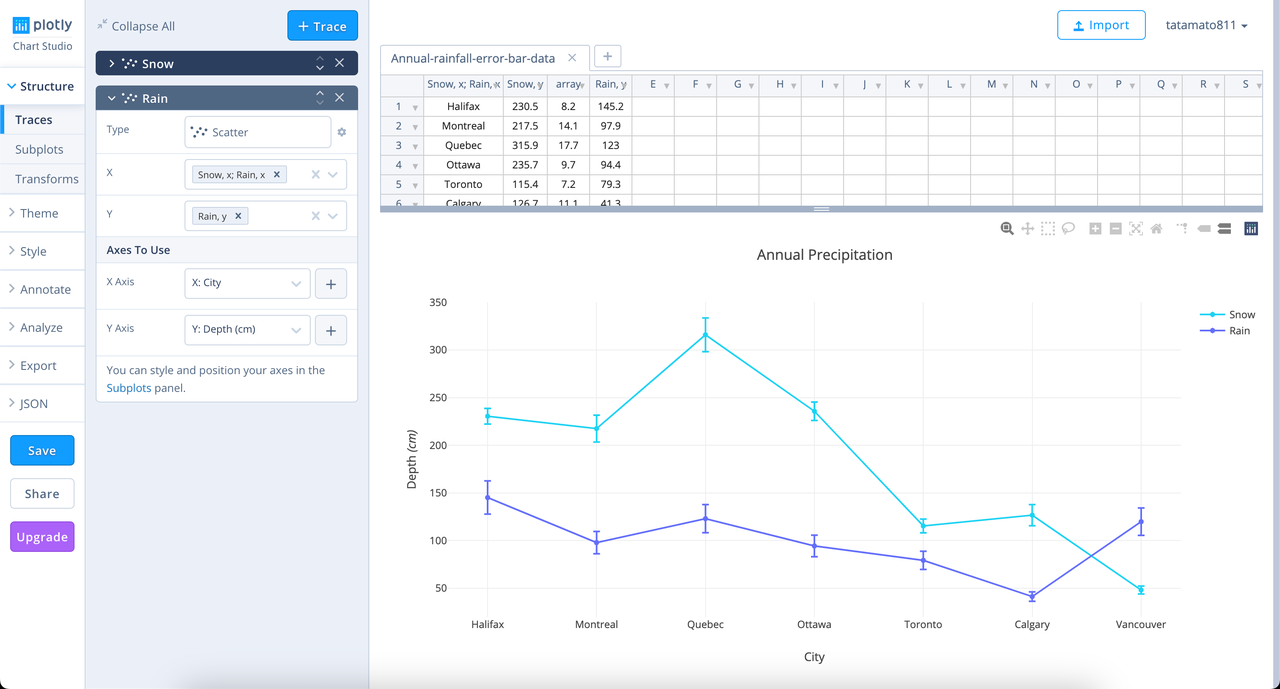 plotly
Chart Studio
Structure
Traces
Subplots
Transforms
Theme
Style
Annotate
Analyze
Export
JSON
Save
Share
Upgrade
Collapse All
+ Trace
Snow
Rain
Type
Scatter
X
Snow, x; Rain, x
Y
Rain, y
Axes To Use
X Axis
X: City
Y Axis
Y: Depth (cm)
You can style and position your axes in the
Subplots panel.
Import
tatamato811
Annual-rainfall-error-bar-data
Snow, x; Rain, x Snow, y array Rain, y E F G H I J K L M N O P Q R S
1 Halifax 230.5 8.2 145.2
2 Montreal 217.5 14.1 97.9
3 Quebec 315.9 17.7 123
4 Ottawa 235.7 9.7 94.4
5 Toronto 115.4 7.2 79.3
6 Calgary 126.7 11.1 41.3
Annual Precipitation
350
300
250
200
150
100
50
Depth (cm)
Halifax Montreal Quebec Ottawa Toronto Calgary Vancouver
City
Snow
Rain